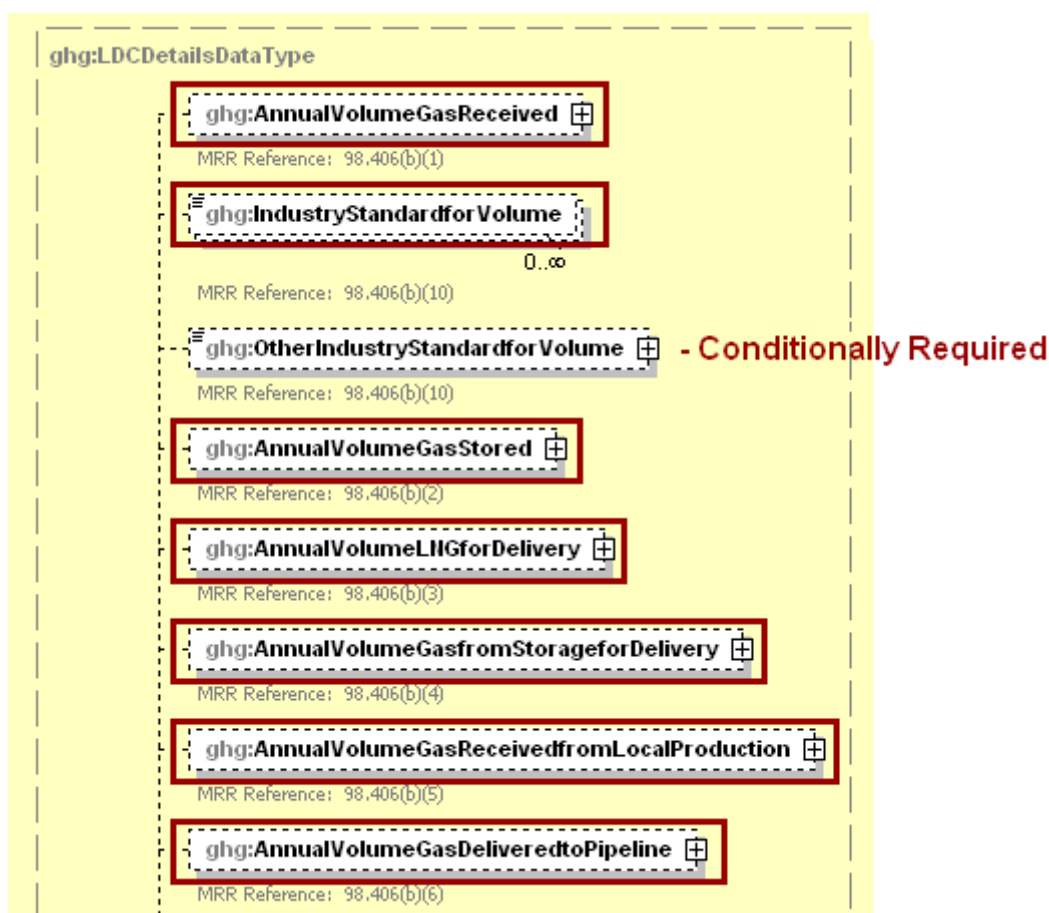 ghg:LDCDetailsDataType
ghg:AnnualVolumeGasReceived
MRR Reference: 98.406(b)(1)
ghg:IndustryStandardforVolume
0..∞
MRR Reference: 98.406(b)(10)
ghg:OtherIndustryStandardforVolume - Conditionally Required
MRR Reference: 98.406(b)(10)
ghg:AnnualVolumeGasStored
MRR Reference: 98.406(b)(2)
ghg:AnnualVolumeLNGforDelivery
MRR Reference: 98.406(b)(3)
ghg:AnnualVolumeGasfromStorageforDelivery
MRR Reference: 98.406(b)(4)
ghg:AnnualVolumeGasReceivedfromLocalProduction
MRR Reference: 98.406(b)(5)
ghg:AnnualVolumeGasDeliveredtoPipeline
MRR Reference: 98.406(b)(6)